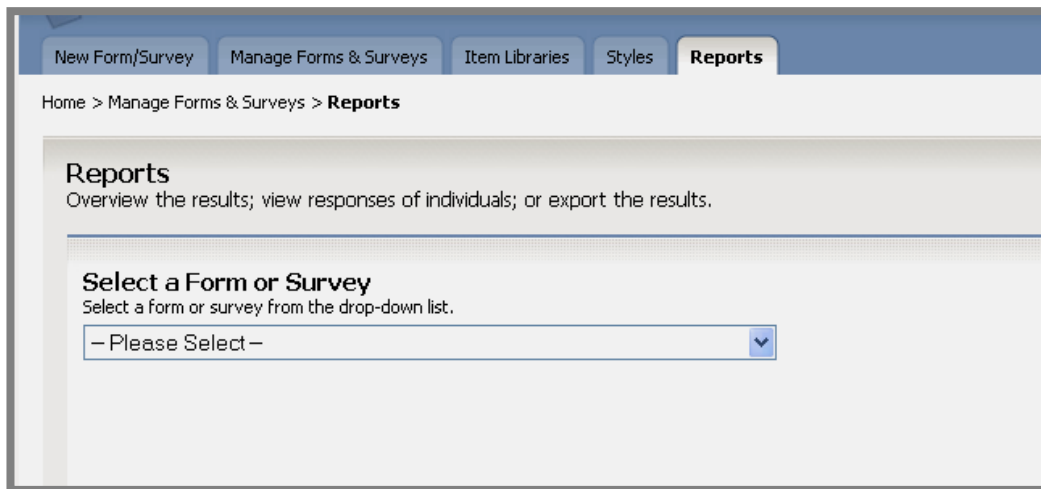 New Form/Survey Manage Forms & Surveys Item Libraries Styles Reports
Home > Manage Forms & Surveys > Reports
Reports
Overview the results; view responses of individuals; or export the results.
Select a Form or Survey
Select a form or survey from the drop-down list.
– Please Select –